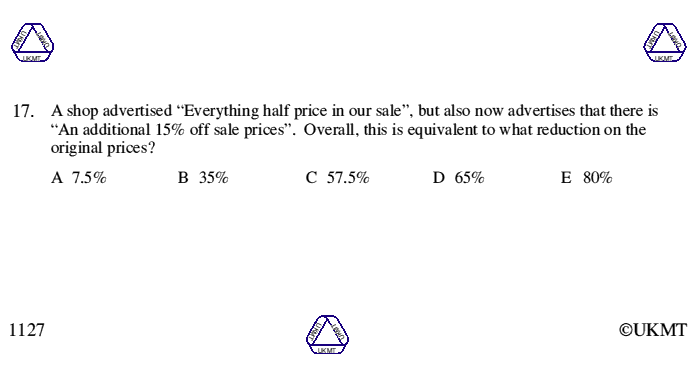 UKMT UKMT UKMT
UKMT UKMT UKMT
17. A shop advertised “Everything half price in our sale”, but also now advertises that there is
“An additional 15% off sale prices”. Overall, this is equivalent to what reduction on the
original prices?
A 7.5% B 35% C 57.5% D 65% E 80%
1127
UKMT UKMT UKMT
©UKMT